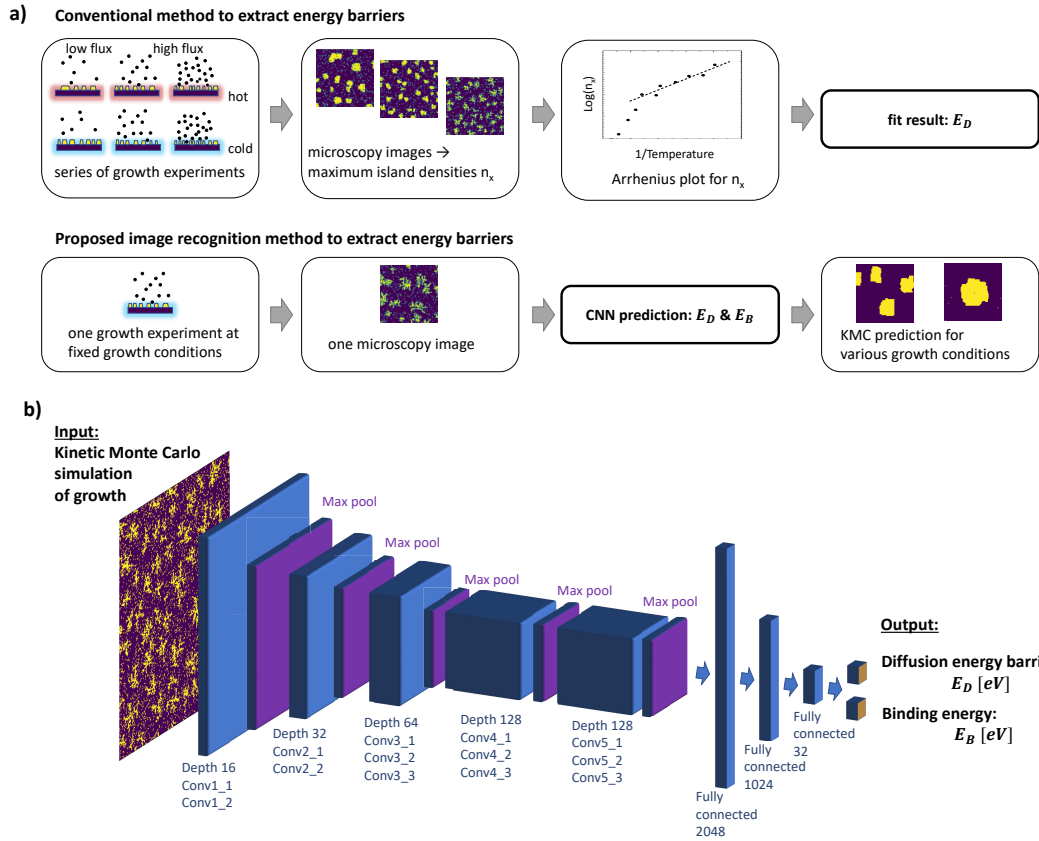 a)
Conventional method to extract energy barriers
low flux
high flux
hot
cold
series of growth experiments
microscopy images →
maximum island densities nₓ
Log(nₓ)
1/Temperature
Arrhenius plot for nₓ
fit result: E_D
Proposed image recognition method to extract energy barriers
one growth experiment at
fixed growth conditions
one microscopy image
CNN prediction: E_D & E_B
KMC prediction for
various growth conditions
b)
Input:
Kinetic Monte Carlo
simulation
of growth
Max pool
Max pool
Max pool
Max pool
Max pool
Depth 16
Conv1_1
Conv1_2
Depth 32
Conv2_1
Conv2_2
Depth 64
Conv3_1
Conv3_2
Conv3_3
Depth 128
Conv4_1
Conv4_2
Conv4_3
Depth 128
Conv5_1
Conv5_2
Conv5_3
Fully
connected
2048
Fully
connected
1024
Fully
connected
32
Output:
Diffusion energy barri
E_D [eV]
Binding energy:
E_B [eV]